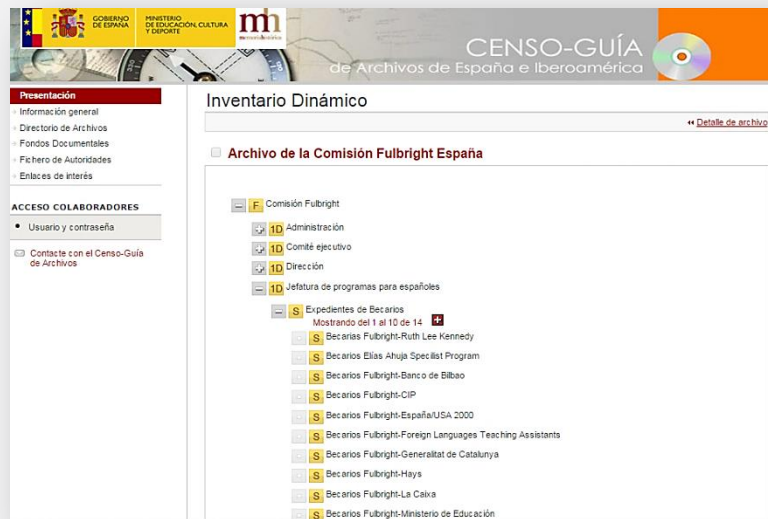 GOBIERNO
DE ESPAÑA
MINISTERIO
DE EDUCACIÓN, CULTURA
Y DEPORTE
CENSO-GUÍA
de Archivos de España e Iberoamérica
Presentación
Información general
Directorio de Archivos
Fondos Documentales
Fichero de Autoridades
Enlaces de interés
ACCESO COLABORADORES
Usuario y contraseña
Contacte con el Censo-Guía
de Archivos
Inventario Dinámico
Detalle de archivo
Archivo de la Comisión Fulbright España
F Comisión Fulbright
1D Administración
1D Comité ejecutivo
1D Dirección
1D Jefatura de programas para españoles
S Expedientes de Becarios
Mostrando del 1 al 10 de 14
S Becarias Fulbright-Ruth Lee Kennedy
S Becarios Elías Ahuja Specilist Program
S Becarios Fulbright-Banco de Bilbao
S Becarios Fulbright-CIP
S Becarios Fulbright-España/USA 2000
S Becarios Fulbright-Foreign Languages Teaching Assistants
S Becarios Fulbright-Generalitat de Catalunya
S Becarios Fulbright-Hays
S Becarios Fulbright-La Caixa
S Becarios Fulbright-Ministerio de Educación